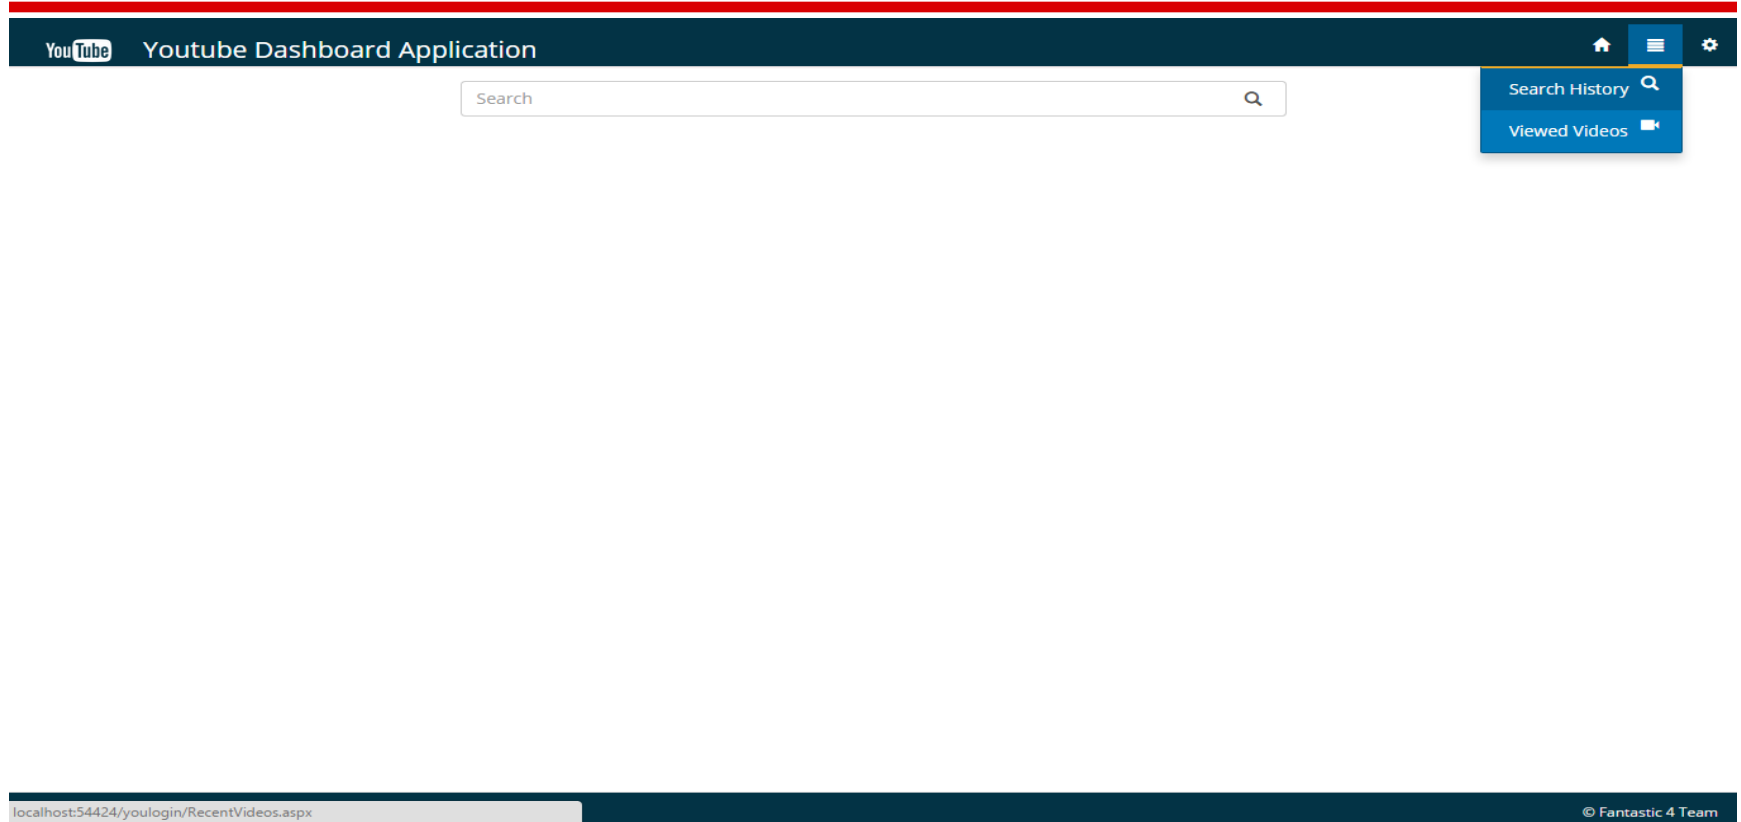 YouTube Youtube Dashboard Application
Search
Search History
Viewed Videos
localhost:54424/youlogin/RecentVideos.aspx
© Fantastic 4 Team